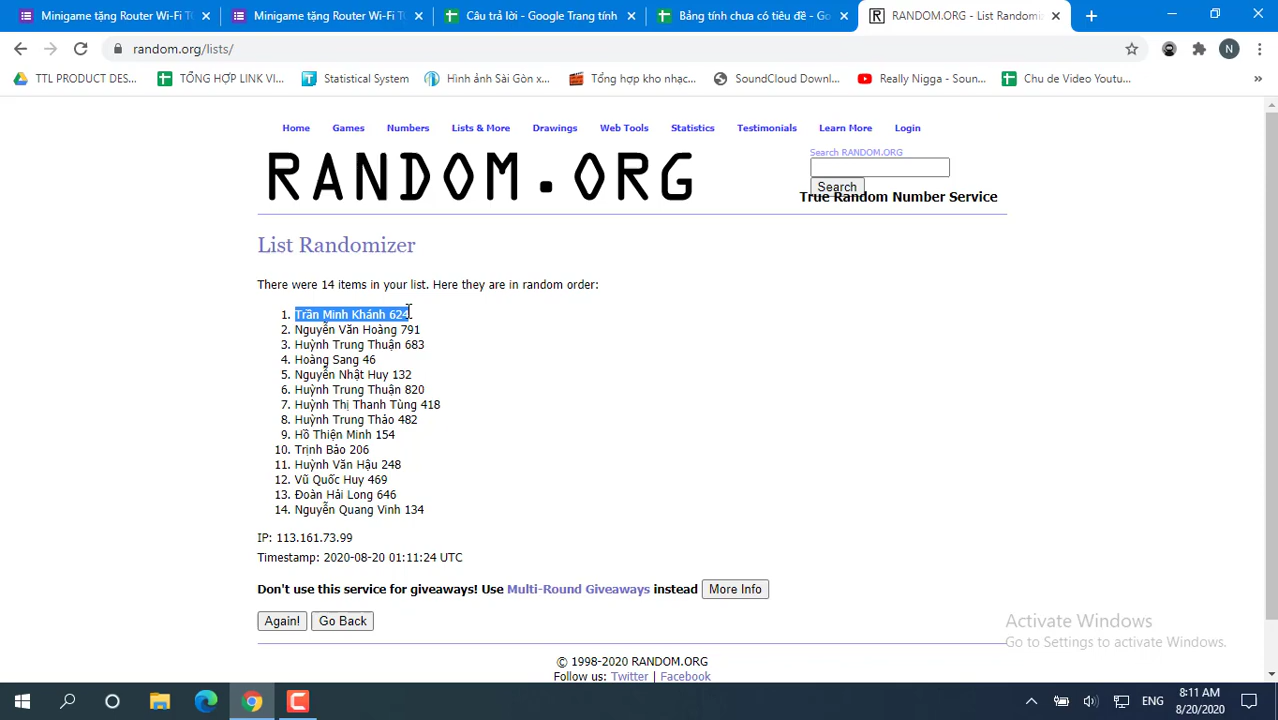 Minigame tặng Router Wi-Fi T
Minigame tặng Router Wi-Fi T
Câu trả lời - Google Trang tính
Bảng tính chưa có tiêu đề - Go
RANDOM.ORG - List Randomi
random.org/lists/
N
TTL PRODUCT DES...
TỔNG HỢP LINK VI...
Statistical System
Hình ảnh Sài Gòn x...
Tổng hợp kho nhạc...
SoundCloud Downl...
Really Nigga - Soun...
Chu de Video Youtu...
»
Home Games Numbers Lists & More Drawings Web Tools Statistics Testimonials Learn More Login
Search RANDOM.ORG
RANDOM.ORG
Search
True Random Number Service
List Randomizer
There were 14 items in your list. Here they are in random order:
1. Trần Minh Khánh 624
2. Nguyễn Văn Hoàng 791
3. Huỳnh Trung Thuận 683
4. Hoàng Sang 46
5. Nguyễn Nhật Huy 132
6. Huỳnh Trung Thuận 820
7. Huỳnh Thị Thanh Tùng 418
8. Huỳnh Trung Thảo 482
9. Hồ Thiện Minh 154
10. Trịnh Bảo 206
11. Huỳnh Văn Hậu 248
12. Vũ Quốc Huy 469
13. Đoàn Hải Long 646
14. Nguyễn Quang Vinh 134
IP: 113.161.73.99
Timestamp: 2020-08-20 01:11:24 UTC
Don't use this service for giveaways! Use Multi-Round Giveaways instead More Info
Again! Go Back
Activate Windows
Go to Settings to activate Windows.
© 1998-2020 RANDOM.ORG
Follow us: Twitter | Facebook
ENG
8:11 AM
8/20/2020